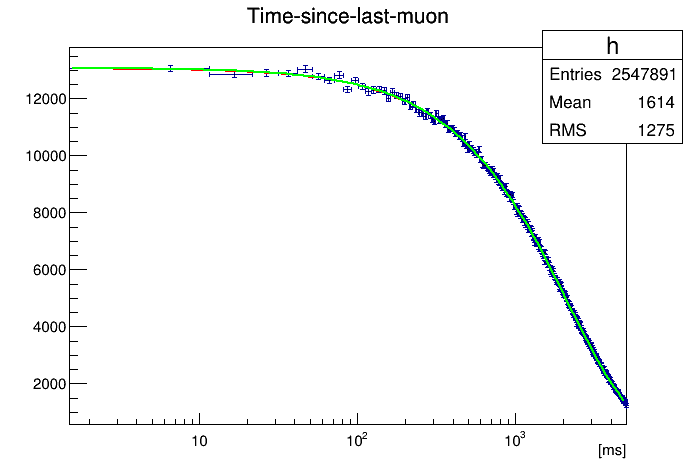 Time-since-last-muon
h
Entries 2547891
Mean 1614
RMS 1275
12000
10000
8000
6000
4000
2000
10
10²
10³
[ms]